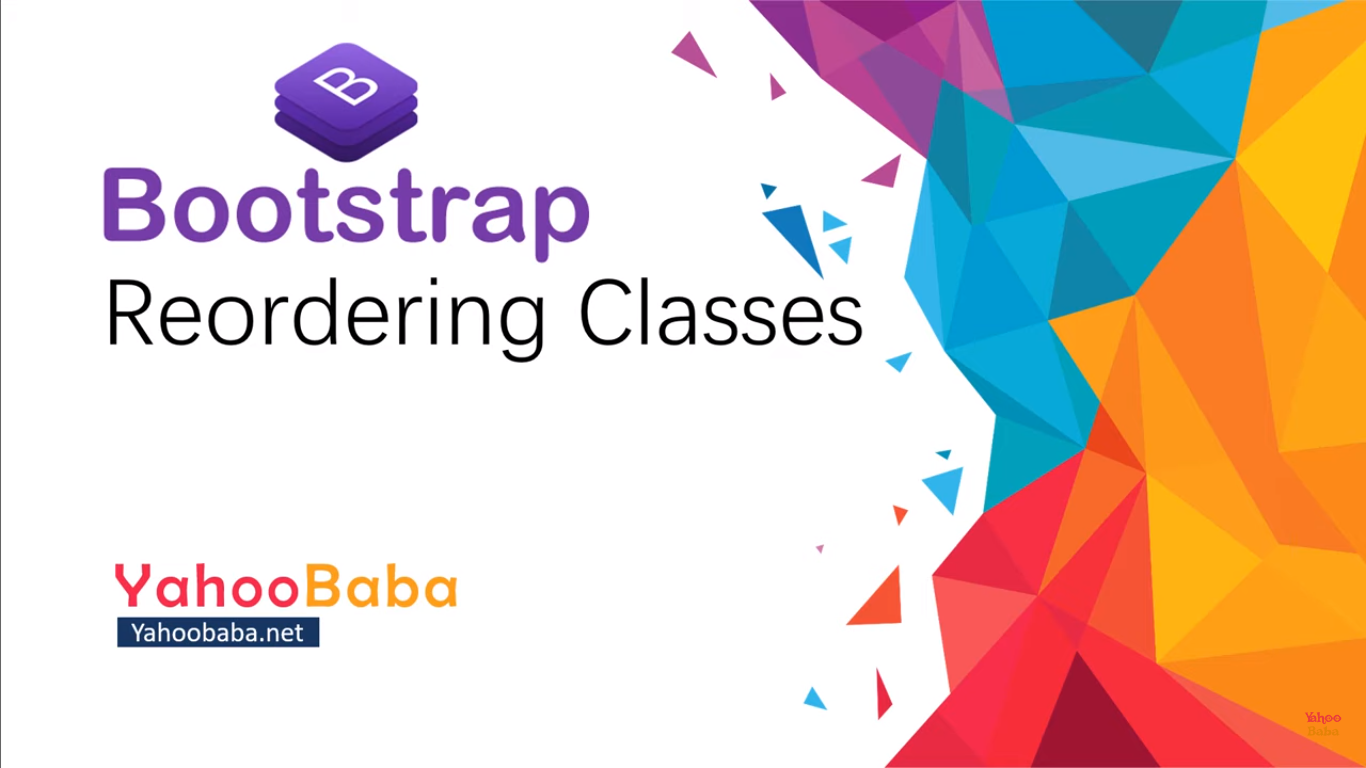 B
Bootstrap
Reordering Classes
YahooBaba
Yahoobaba.net
Yahoo
Baba